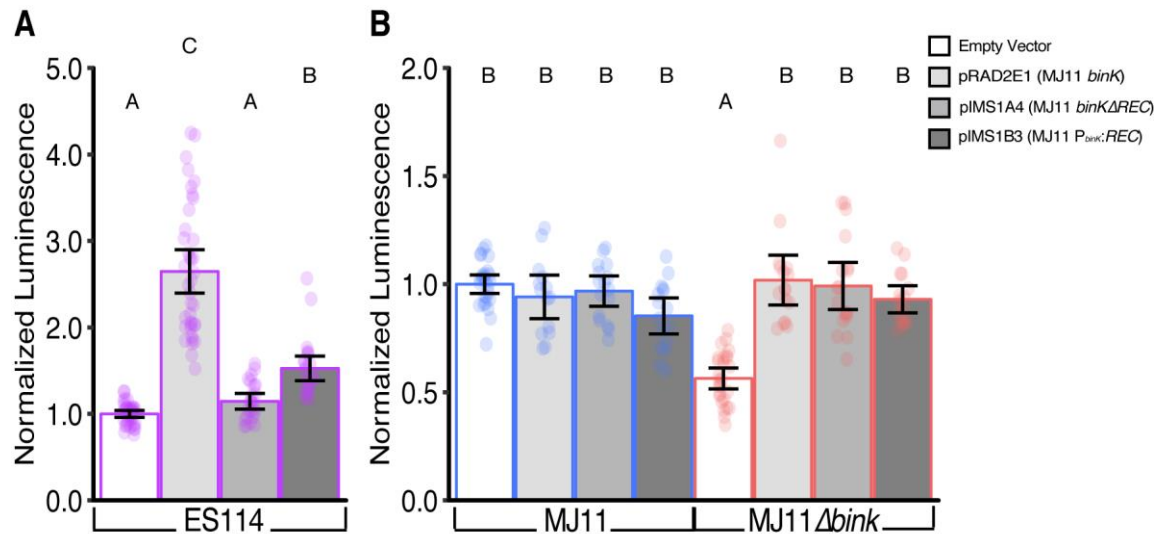 A
B
Empty Vector
pRAD2E1 (MJ11 binK)
pIMS1A4 (MJ11 binKΔREC)
pIMS1B3 (MJ11 PbinK:REC)
Normalized Luminescence
5.0
4.0
3.0
2.0
1.0
0.0
A
C
A
B
ES114
Normalized Luminescence
2.0
1.5
1.0
0.5
0.0
B B B B A B B B
MJ11
MJ11 Δbink